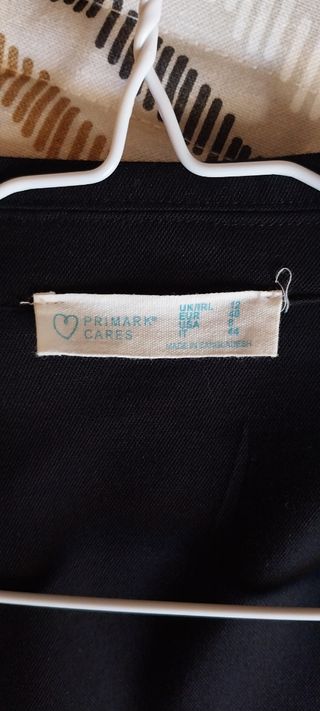 PRIMARK®
CARES
UK/IRL 12
EUR 40
USA 8
IT 44
MADE IN BANGLADESH